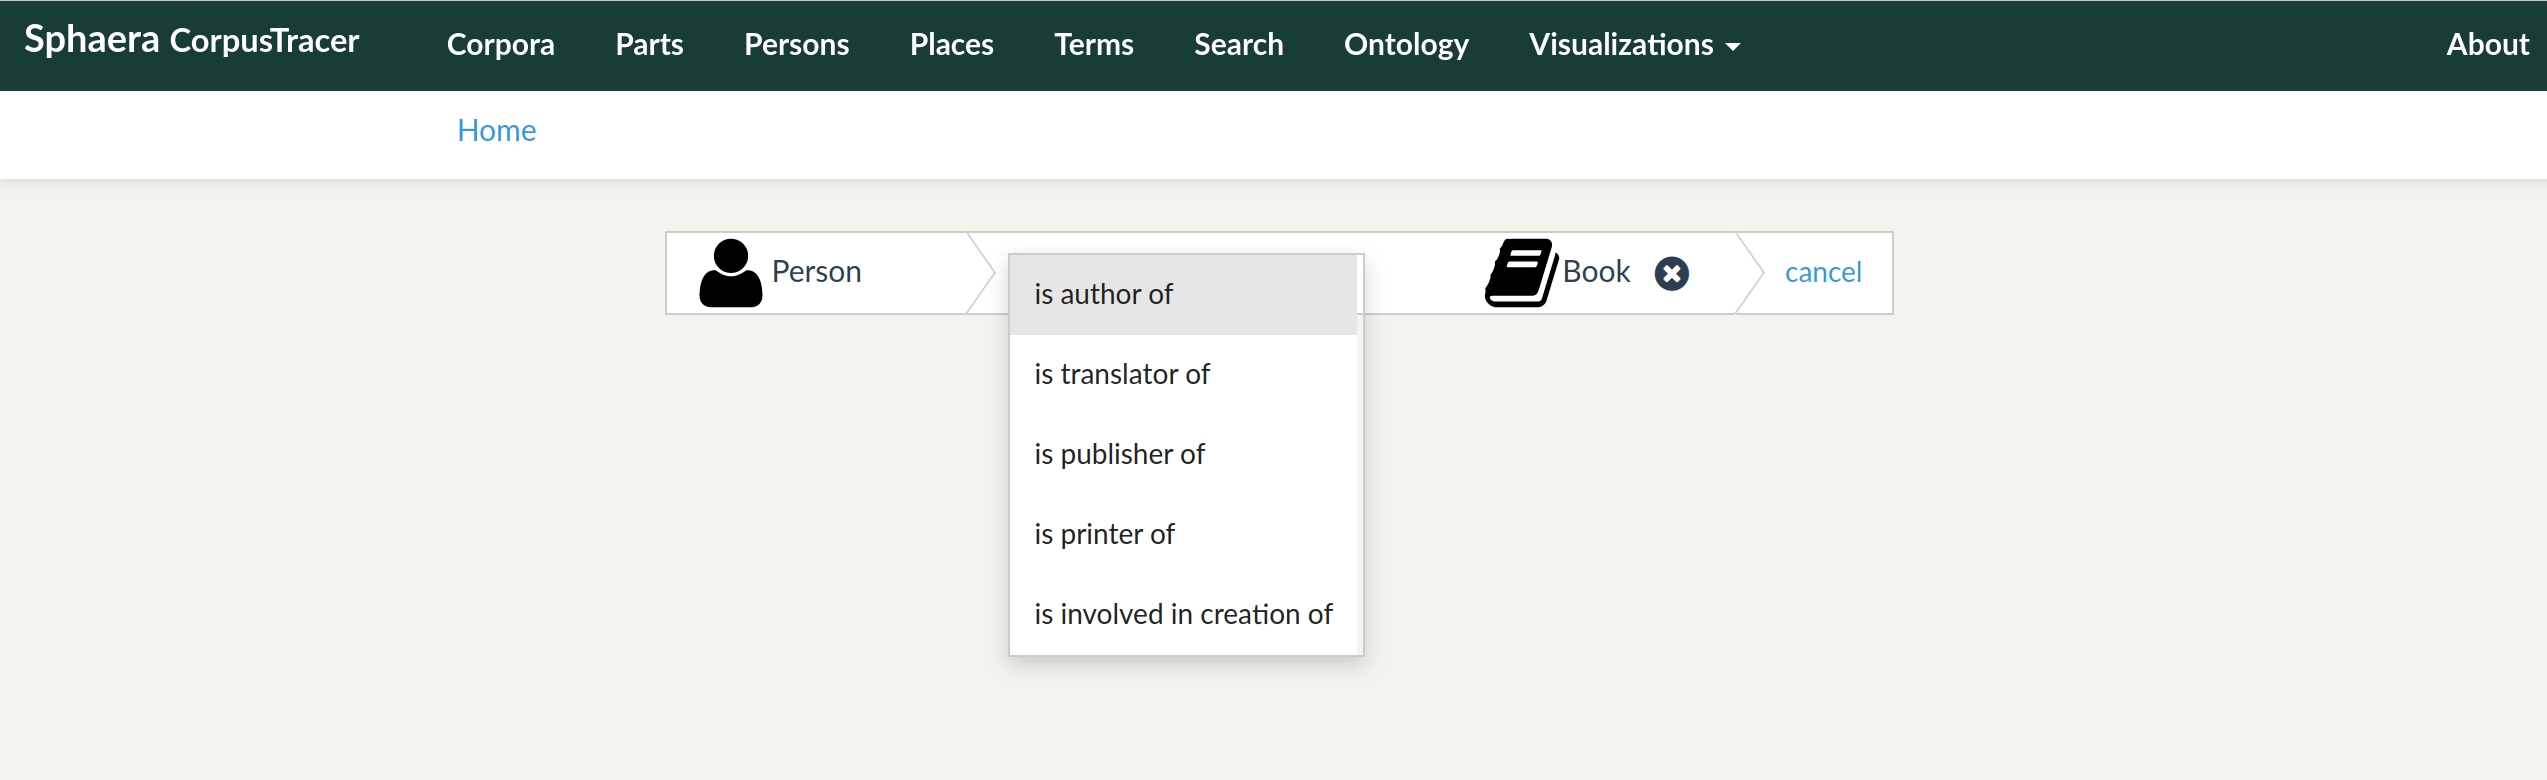 Sphaera CorpusTracer Corpora Parts Persons Places Terms Search Ontology Visualizations About
Home
Person Book cancel
is author of
is translator of
is publisher of
is printer of
is involved in creation of